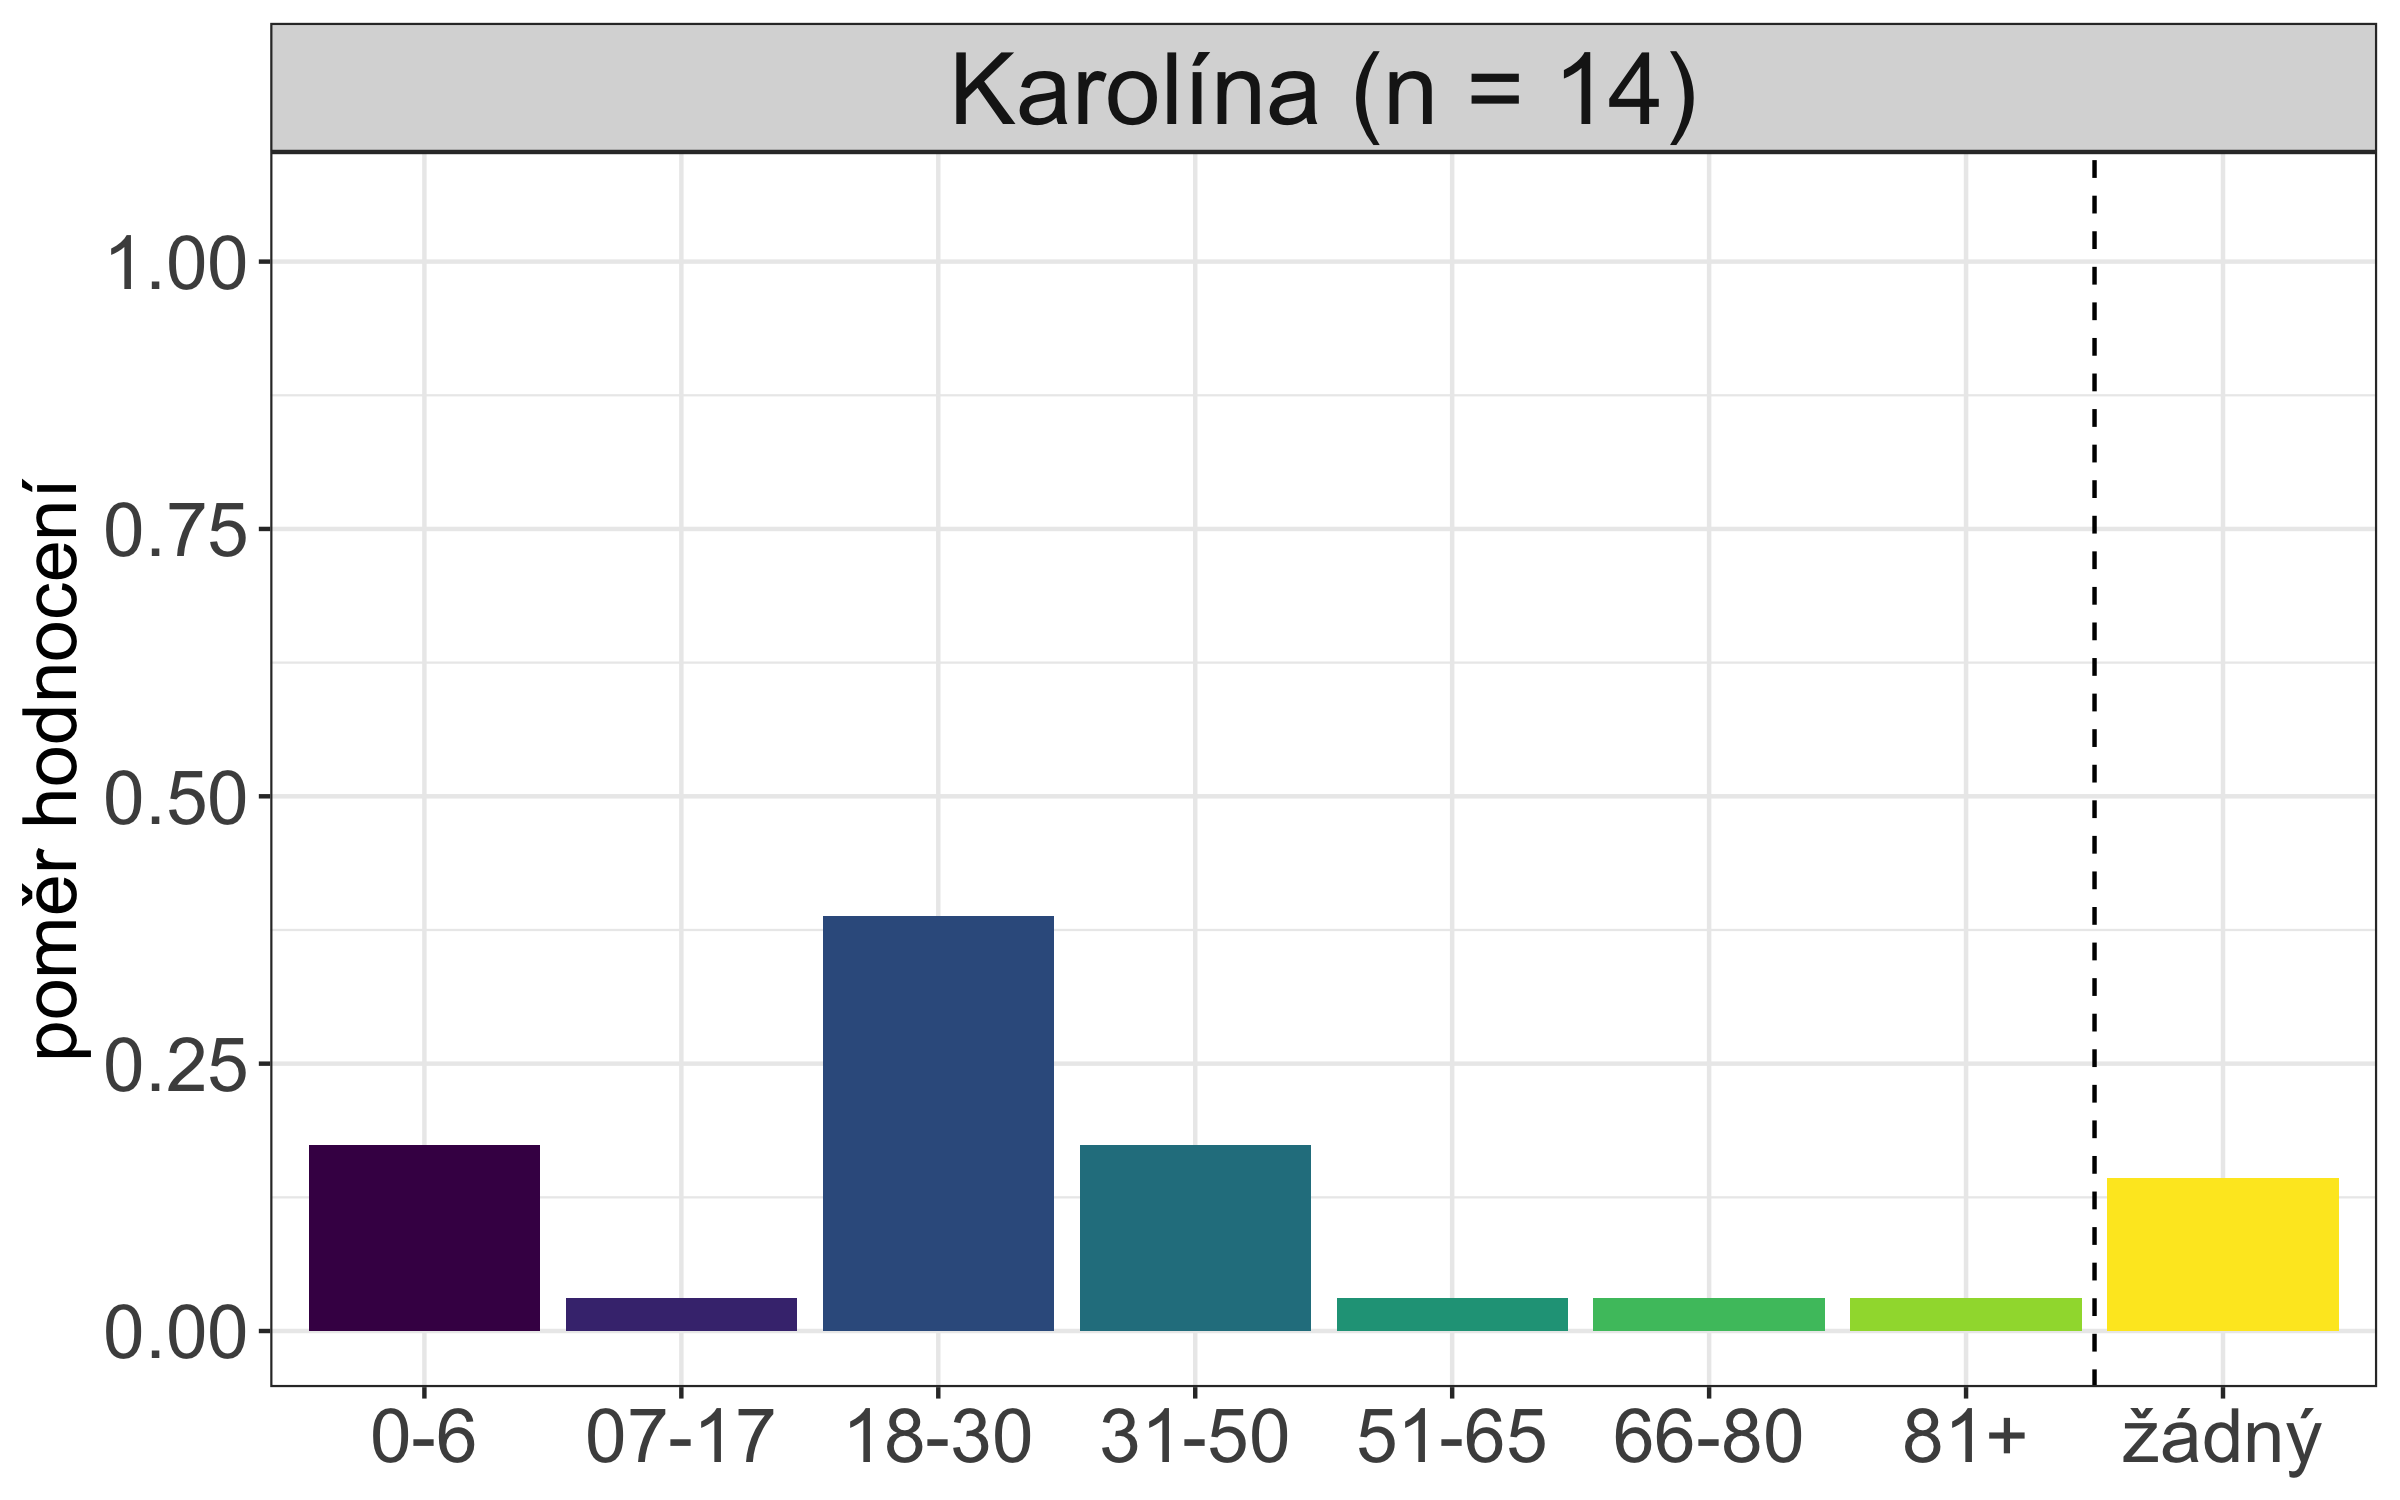 Karolína (n = 14)
poměr hodnocení
1.00
0.75
0.50
0.25
0.00
0-6 07-17 18-30 31-50 51-65 66-80 81+ žádný